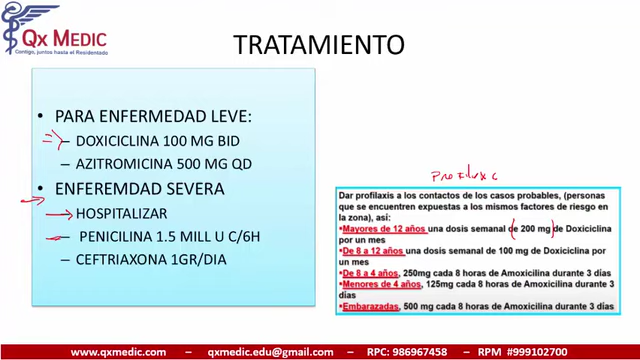 Qx MEDIC
Contigo, juntos hasta el Residentado
TRATAMIENTO
• PARA ENFERMEDAD LEVE:
– DOXICICLINA 100 MG BID
– AZITROMICINA 500 MG QD
• ENFEREMDAD SEVERA
HOSPITALIZAR
– PENICILINA 1.5 MILL U C/6H
– CEFTRIAXONA 1GR/DIA
Dar profilaxis a los contactos de los casos probables, (personas
que se encuentren expuestas a los mismos factores de riesgo en
la zona), así:
•Mayores de 12 años una dosis semanal de 200 mg de Doxiciclina
por un mes
•De 8 a 12 años una dosis semanal de 100 mg de Doxiciclina por
un mes
•De 8 a 4 años, 250mg cada 8 horas de Amoxicilina durante 3 días
•Menores de 4 años, 125mg cada 8 horas de Amoxicilina durante 3
días
•Embarazadas, 500 mg cada 8 horas de Amoxicilina durante 3 días
www.qxmedic.com – qxmedic.edu@gmail.com – RPC: 986967458 – RPM #999102700